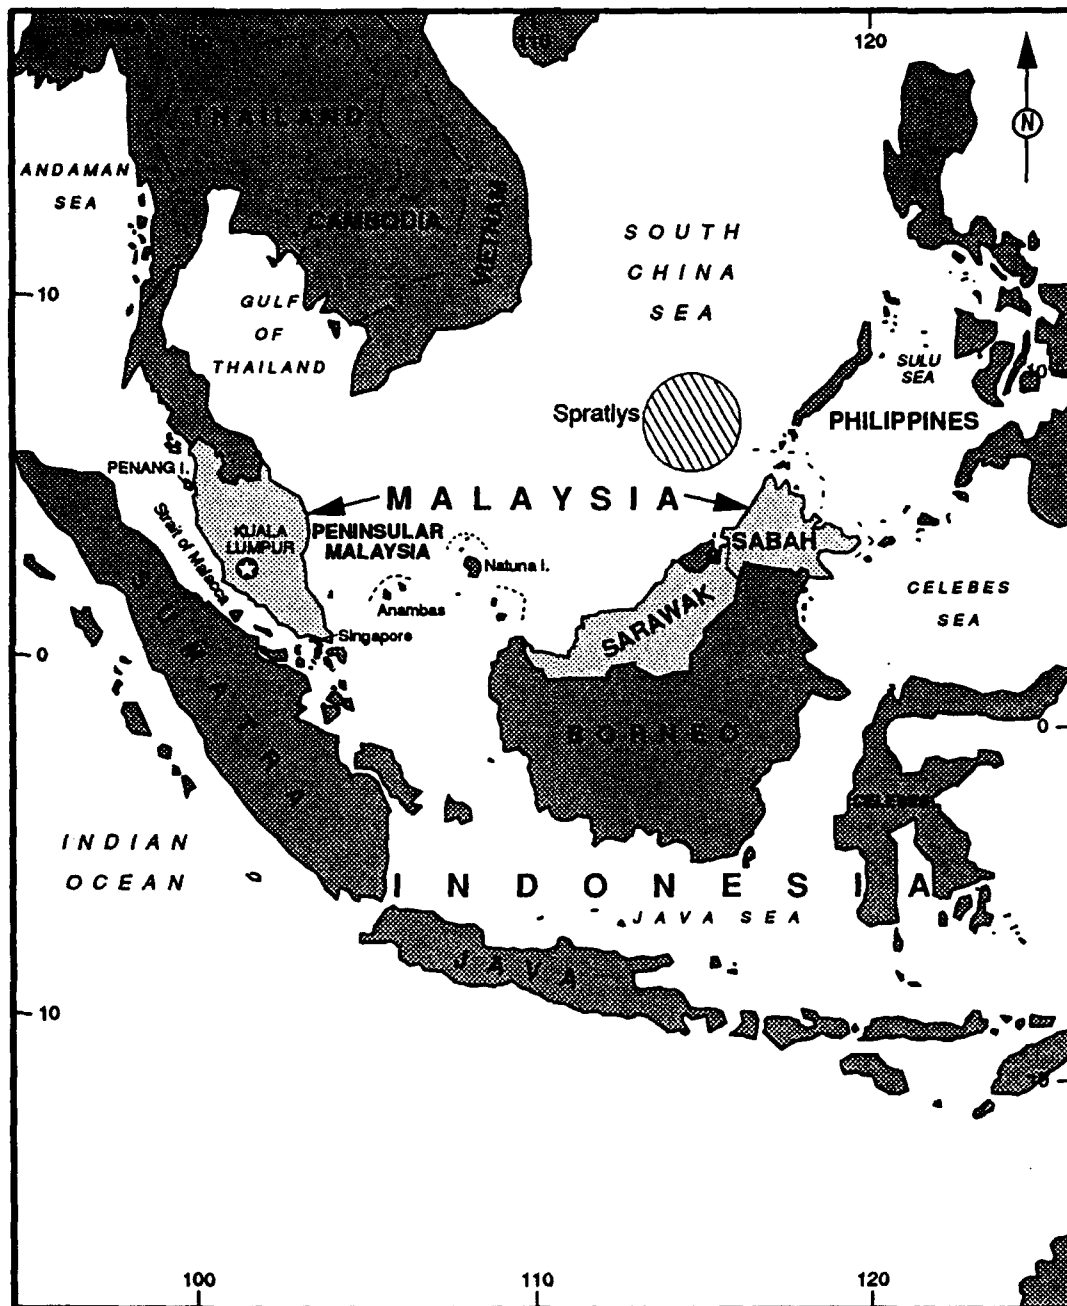 110
120
N
THAILAND
ANDAMAN
SEA
CAMBODIA
VIETNAM
SOUTH
CHINA
SEA
10
GULF
OF
THAILAND
SULU
SEA
10
Spratlys
PHILIPPINES
PENANG I.
MALAYSIA
KUALA
LUMPUR
PENINSULAR
MALAYSIA
Strait of Malacca
SABAH
Natuna I.
CELEBES
SEA
Anambas
SARAWAK
Singapore
0
SUMATRA
0
BORNEO
CELEBES
INDIAN
OCEAN
INDONESIA
JAVA SEA
JAVA
10
100
110
120